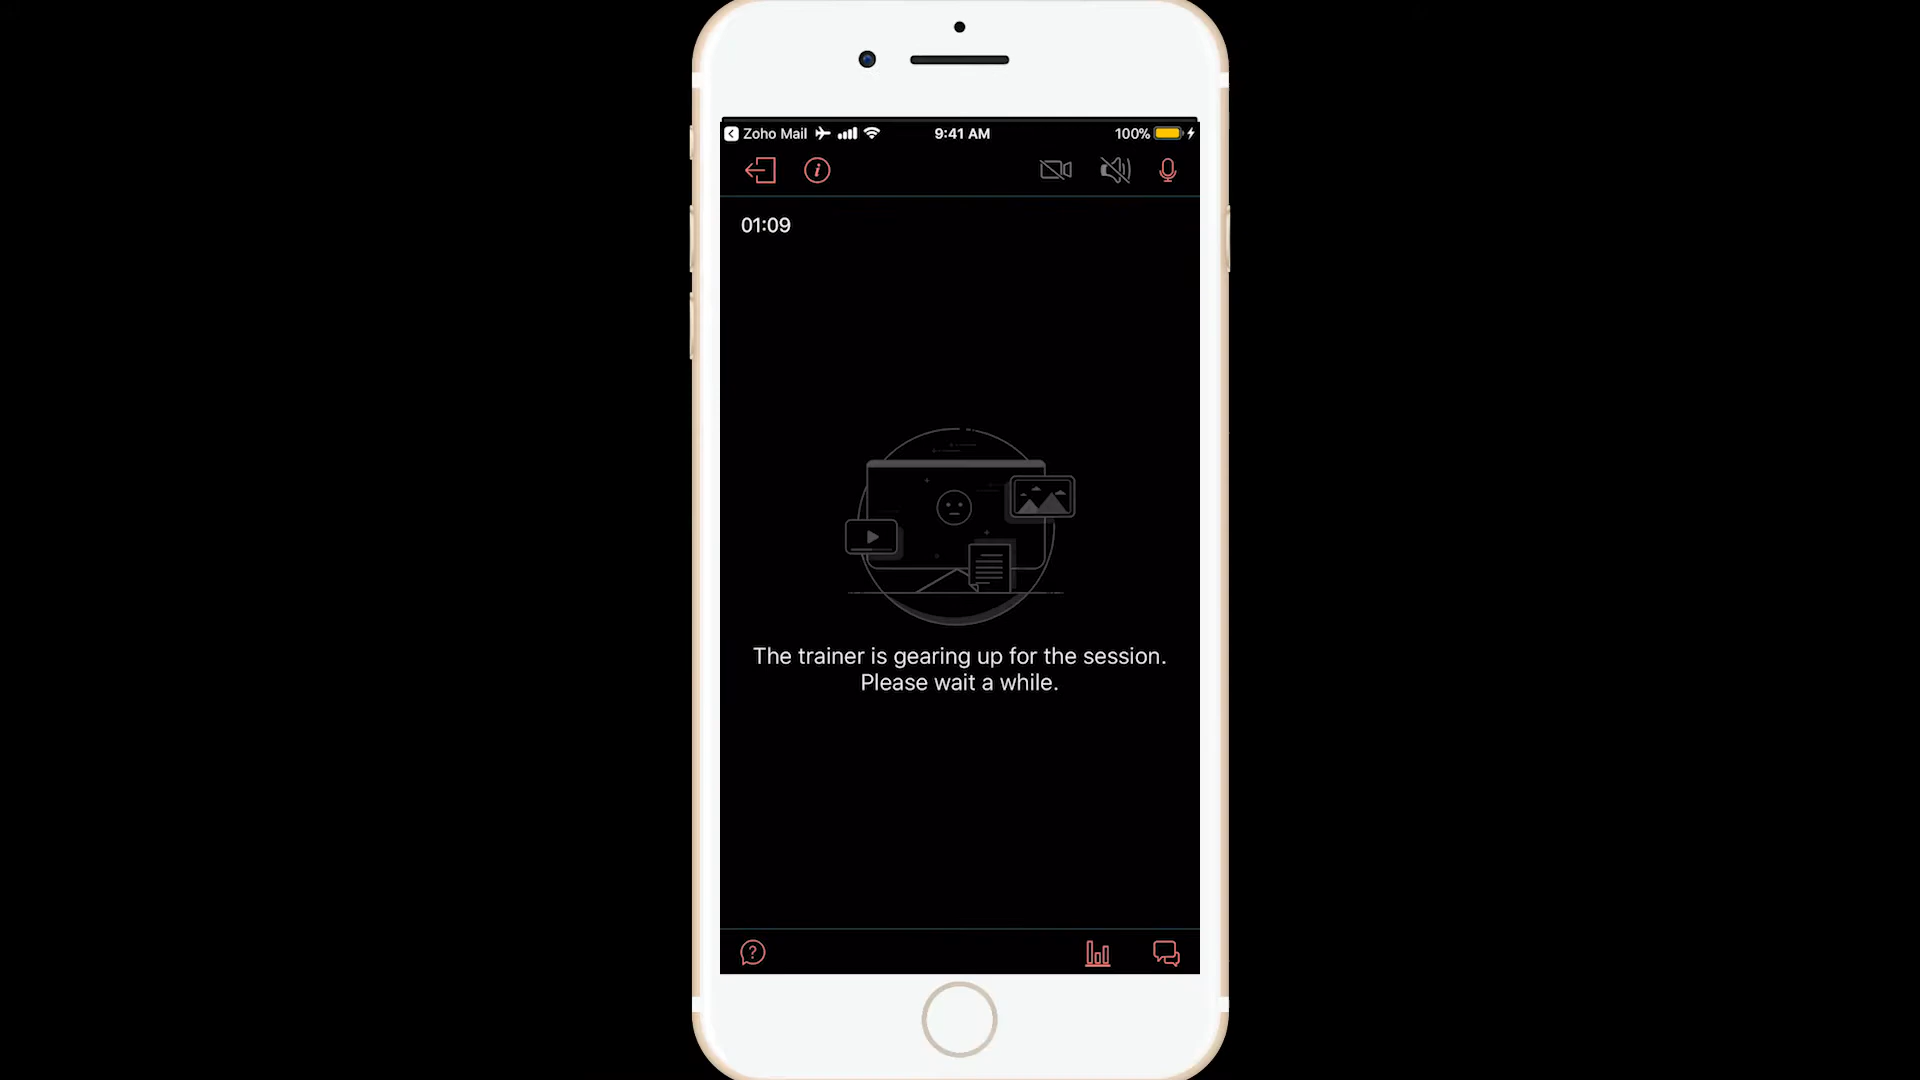 Zoho Mail
9:41 AM
100%
01:09
The trainer is gearing up for the session.
Please wait a while.